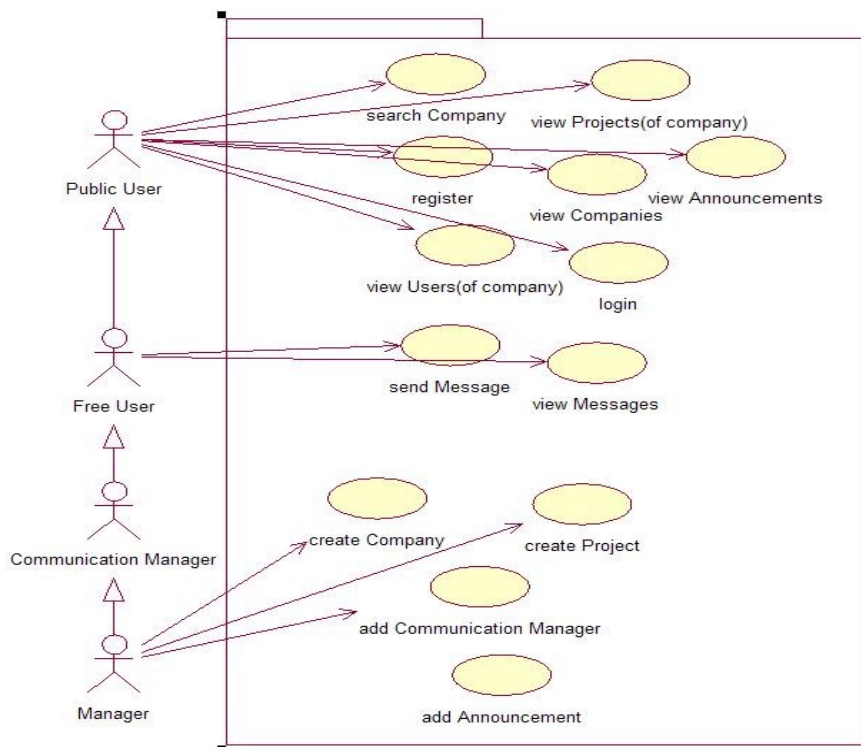 search Company
view Projects(of company)
Public User
register
view Companies
view Announcements
view Users(of company)
login
Free User
send Message
view Messages
Communication Manager
create Company
create Project
add Communication Manager
Manager
add Announcement